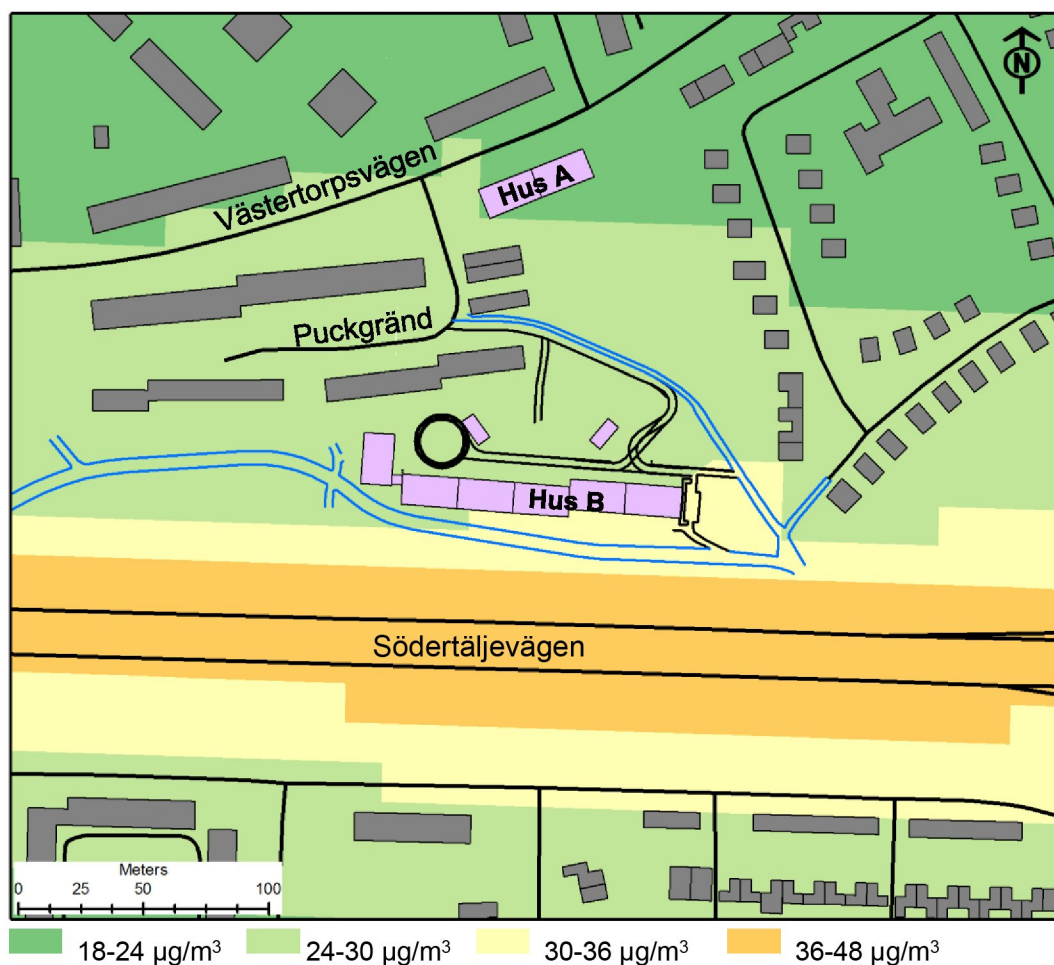 N
Västertorpsvägen
Hus A
Puckgränd
Hus B
Södertäljevägen
Meters
0 25 50 100
18-24 µg/m³ 24-30 µg/m³ 30-36 µg/m³ 36-48 µg/m³